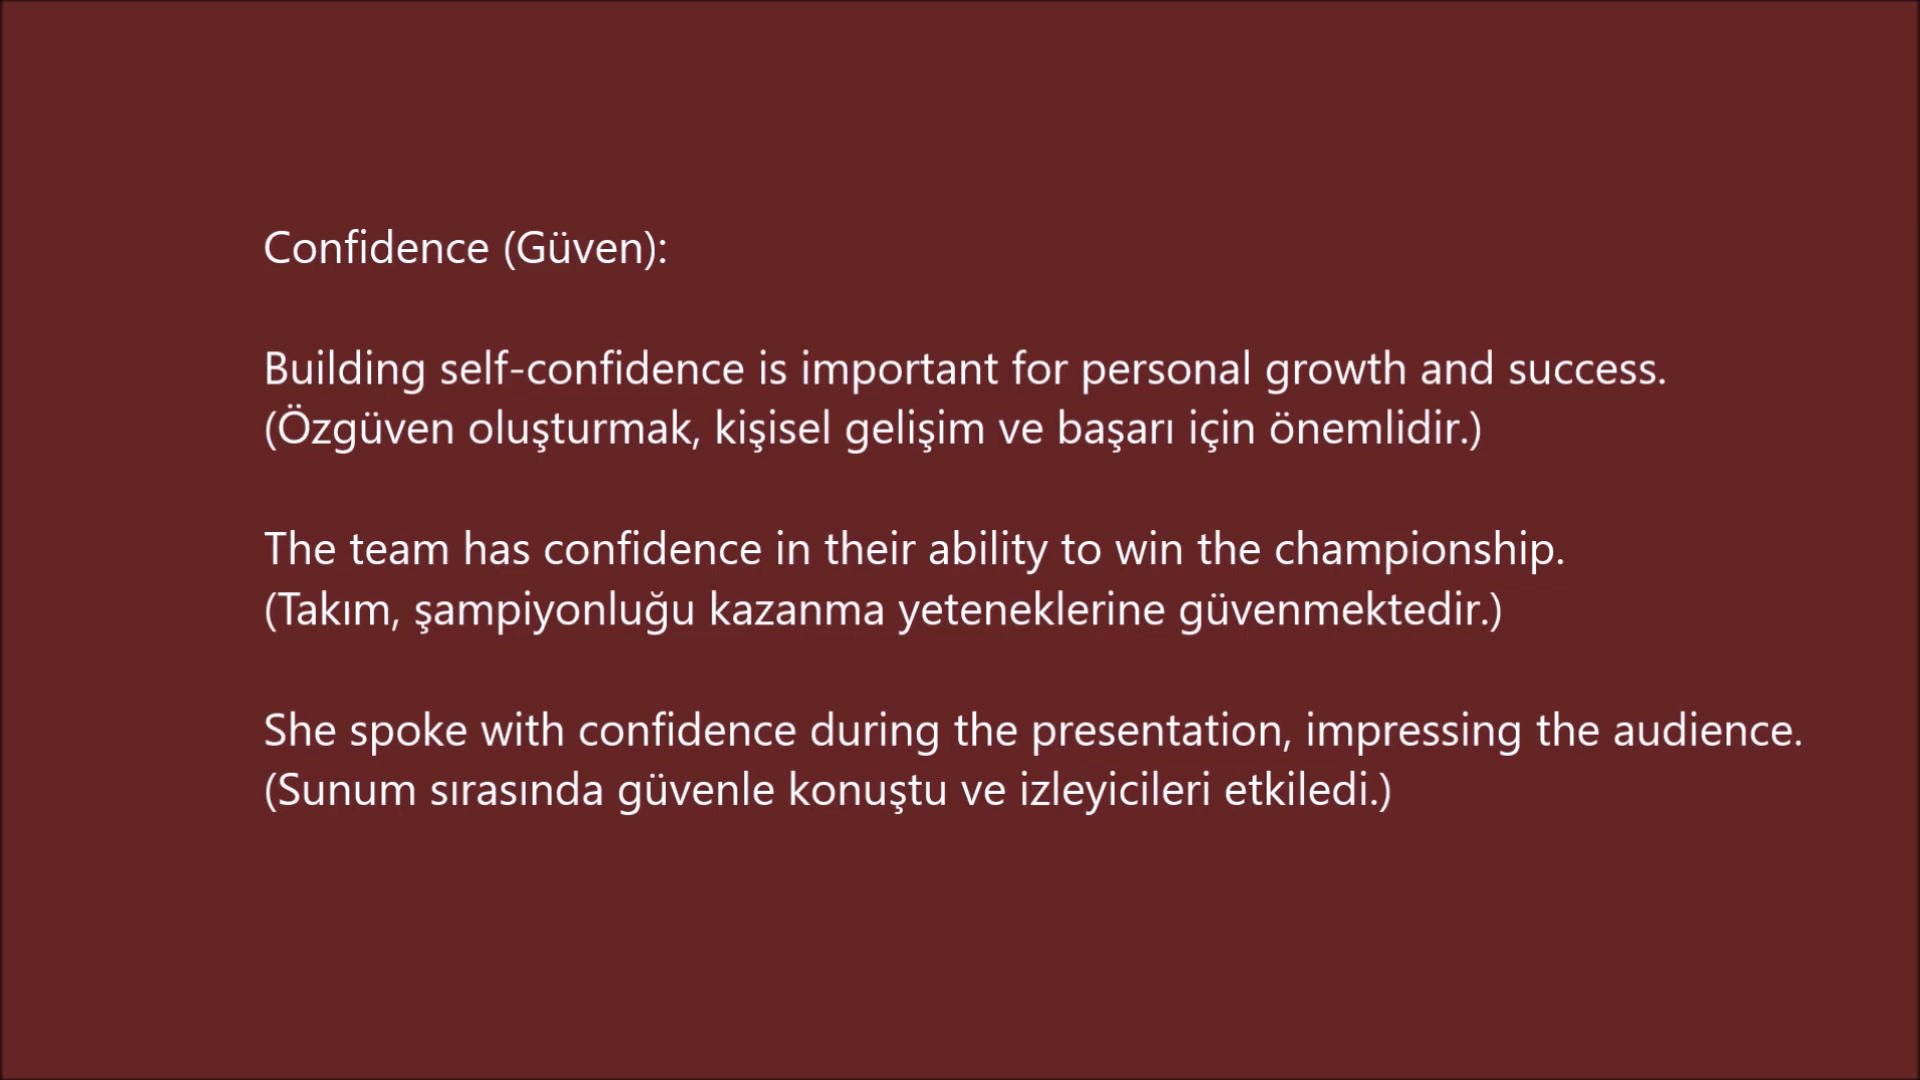 Confidence (Güven):
Building self-confidence is important for personal growth and success.
(Özgüven oluşturmak, kişisel gelişim ve başarı için önemlidir.)
The team has confidence in their ability to win the championship.
(Takım, şampiyonluğu kazanma yeteneklerine güvenmektedir.)
She spoke with confidence during the presentation, impressing the audience.
(Sunum sırasında güvenle konuştu ve izleyicileri etkiledi.)